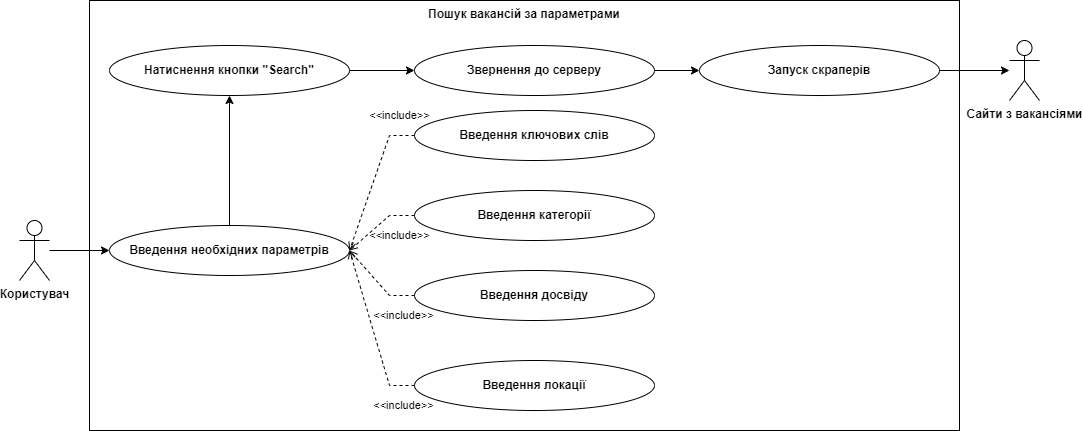 Пошук вакансій за параметрами
Натиснення кнопки "Search"
Звернення до серверу
Запуск скраперів
Сайти з вакансіями
<<include>>
Введення ключових слів
Введення категорії
<<include>>
Користувач
Введення необхідних параметрів
Введення досвіду
<<include>>
Введення локації
<<include>>